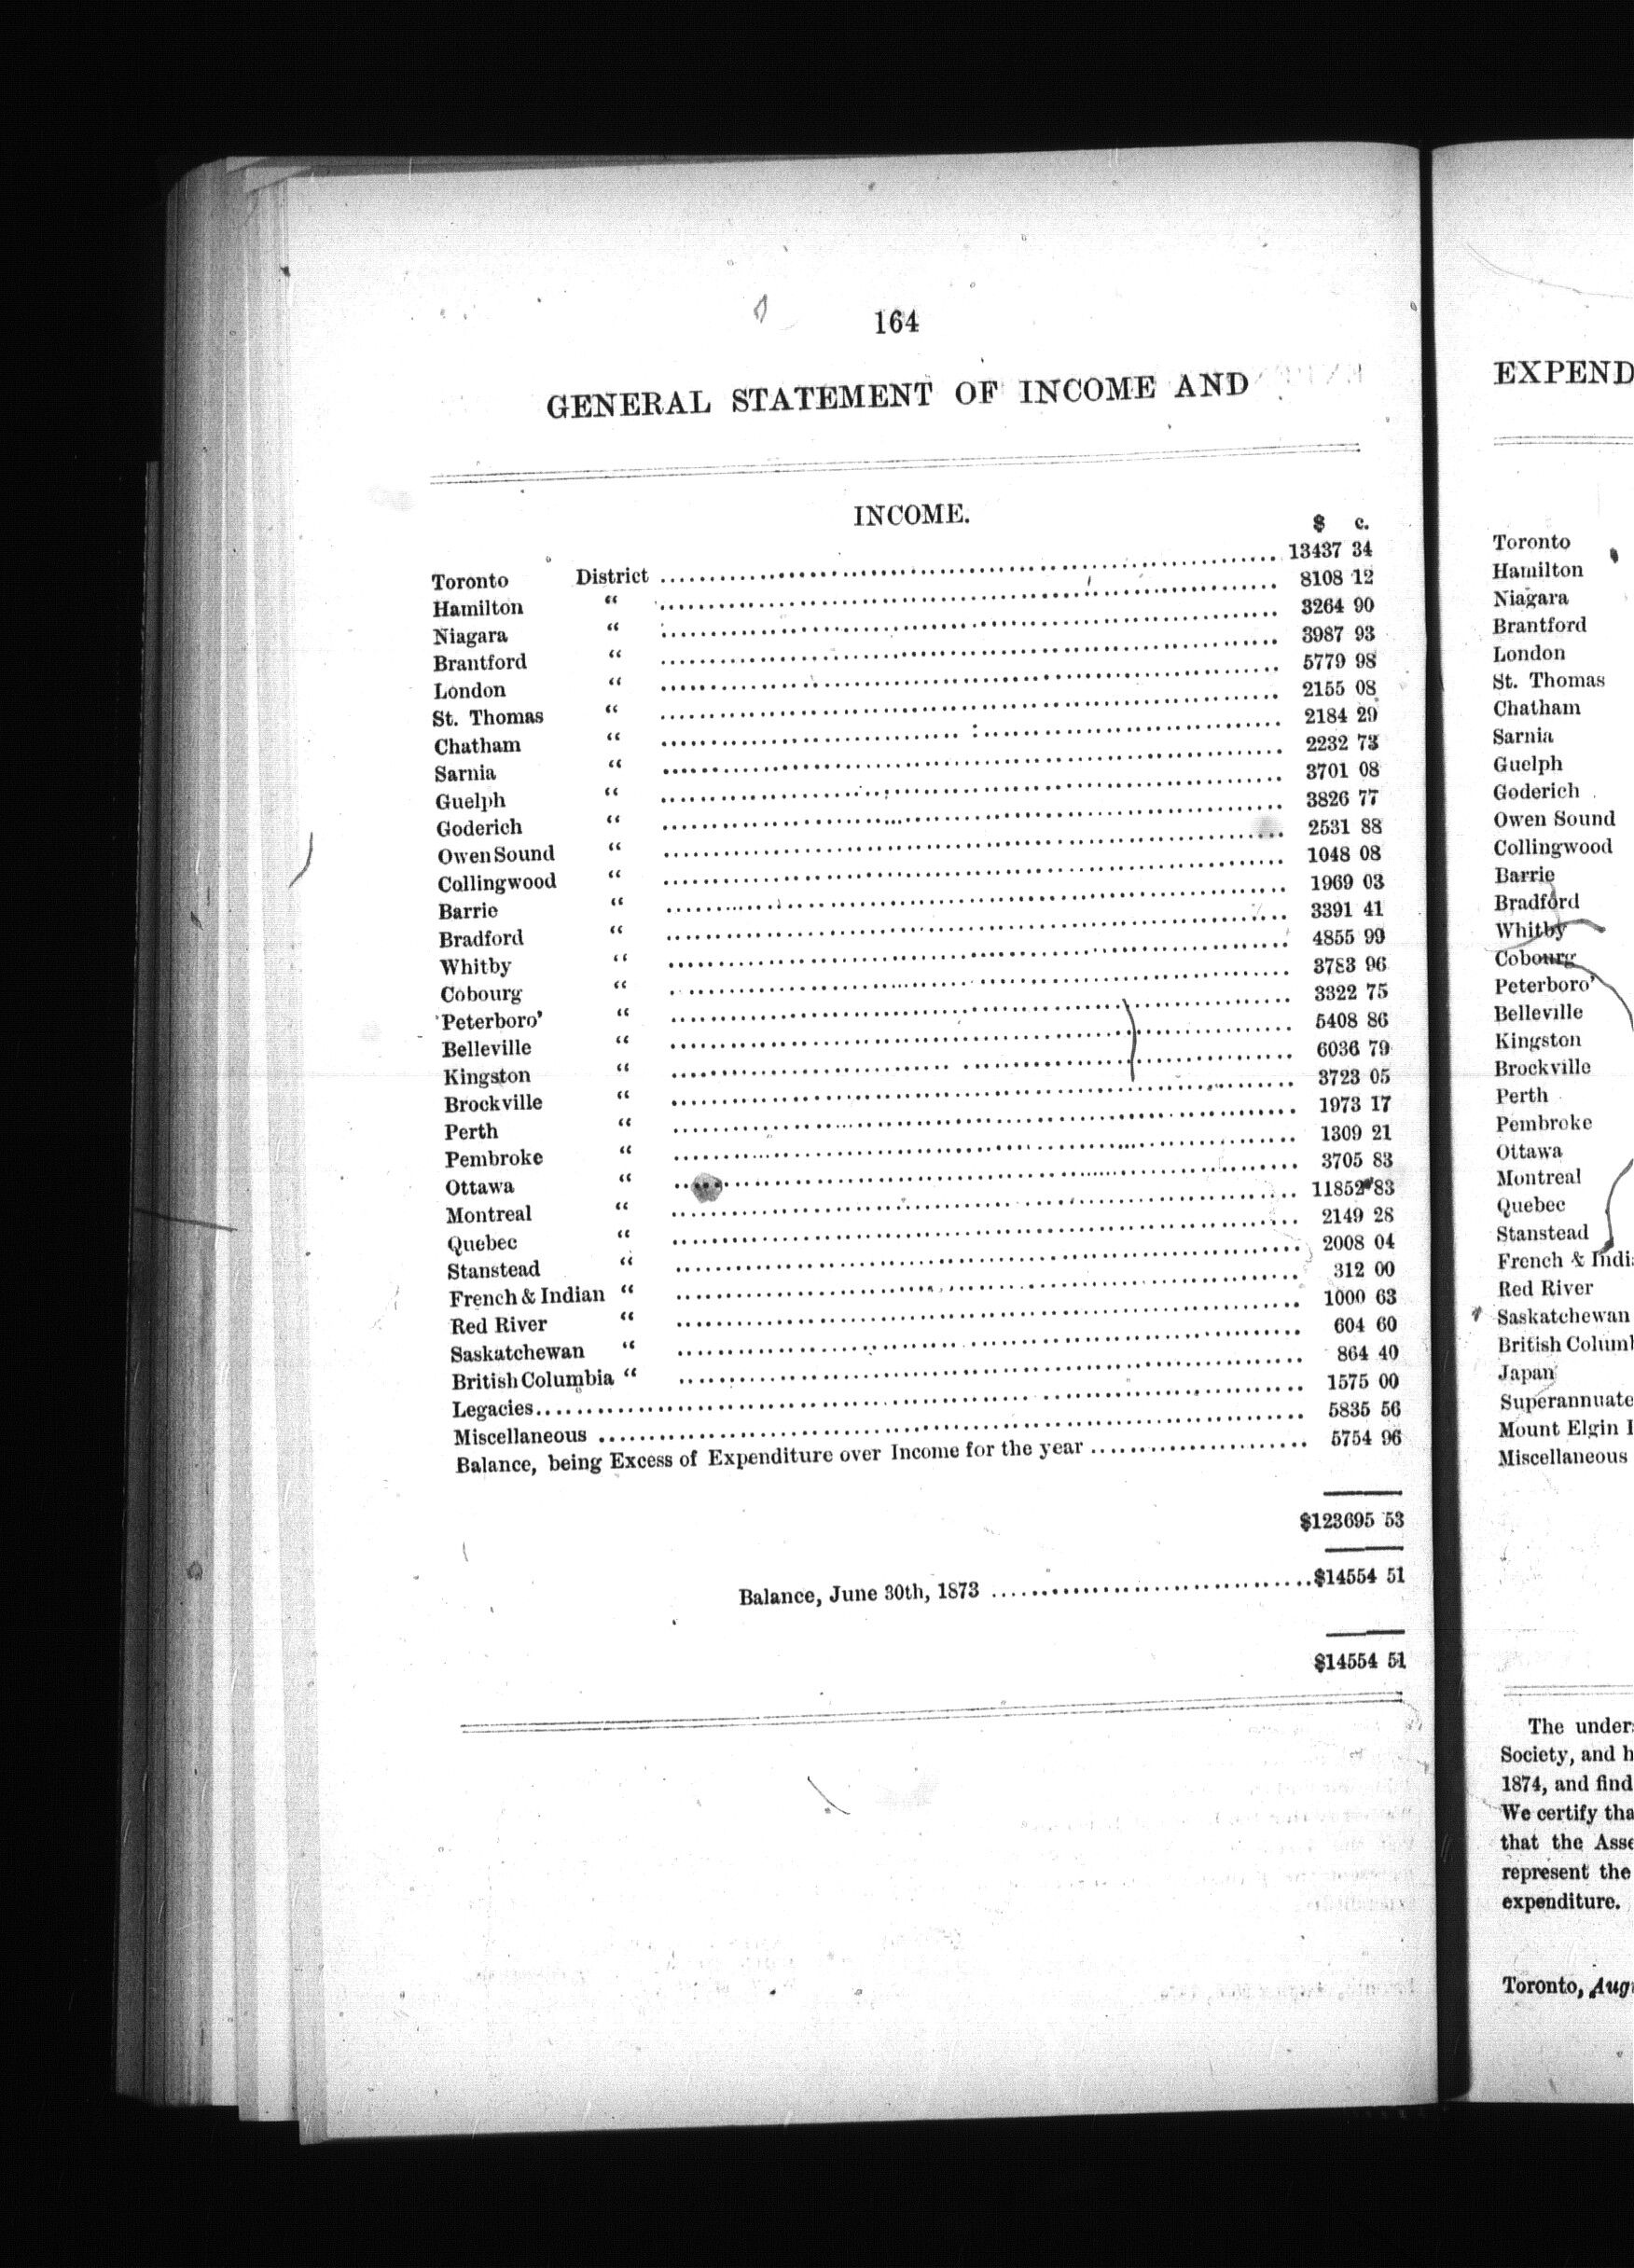 164
GENERAL STATEMENT OF INCOME AND
INCOME.
$ c.
Toronto District 13437 34
Hamilton “ 8108 12
Niagara “ 3264 90
Brantford “ 3987 93
London “ 5779 98
St. Thomas “ 2155 08
Chatham “ 2184 29
Sarnia “ 2232 73
Guelph “ 3701 08
Goderich “ 3826 77
Owen Sound “ 2531 88
Collingwood “ 1048 08
Barrie “ 1969 03
Bradford “ 3391 41
Whitby “ 4855 99
Cobourg “ 3783 96
Peterboro’ “ 3322 75
Belleville “ 5408 86
Kingston “ 6036 79
Brockville “ 3723 05
Perth “ 1973 17
Pembroke “ 1309 21
Ottawa “ 3705 83
Montreal “ 11852 83
Quebec “ 2149 28
Stanstead “ 2008 04
French & Indian “ 312 00
Red River “ 1000 63
Saskatchewan “ 604 60
British Columbia “ 864 40
Legacies 1575 00
Miscellaneous 5835 56
Balance, being Excess of Expenditure over Income for the year 5754 96
$123695 53
Balance, June 30th, 1873 $14554 51
$14554 51
EXPEND
Toronto
Hamilton
Niagara
Brantford
London
St. Thomas
Chatham
Sarnia
Guelph
Goderich
Owen Sound
Collingwood
Barrie
Bradford
Whitby
Cobourg
Peterboro’
Belleville
Kingston
Brockville
Perth
Pembroke
Ottawa
Montreal
Quebec
Stanstead
French & Indi
Red River
Saskatchewan
British Colum
Japan
Superannuate
Mount Elgin I
Miscellaneous
The under
Society, and h
1874, and find
We certify tha
that the Asse
represent the
expenditure.
Toronto, Aug